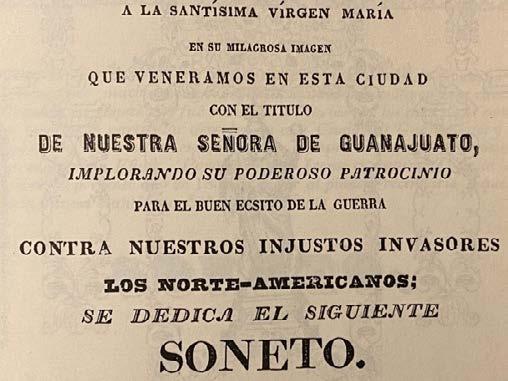 A LA SANTÍSIMA VÍRGEN MARÍA
EN SU MILAGROSA IMAGEN
QUE VENERAMOS EN ESTA CIUDAD
CON EL TITULO
DE NUESTRA SEÑORA DE GUANAJUATO,
IMPLORANDO SU PODEROSO PATROCINIO
PARA EL BUEN ECSITO DE LA GUERRA
CONTRA NUESTROS INJUSTOS INVASORES
LOS NORTE=AMERICANOS;
SE DEDICA EL SIGUIENTE
SONETO.